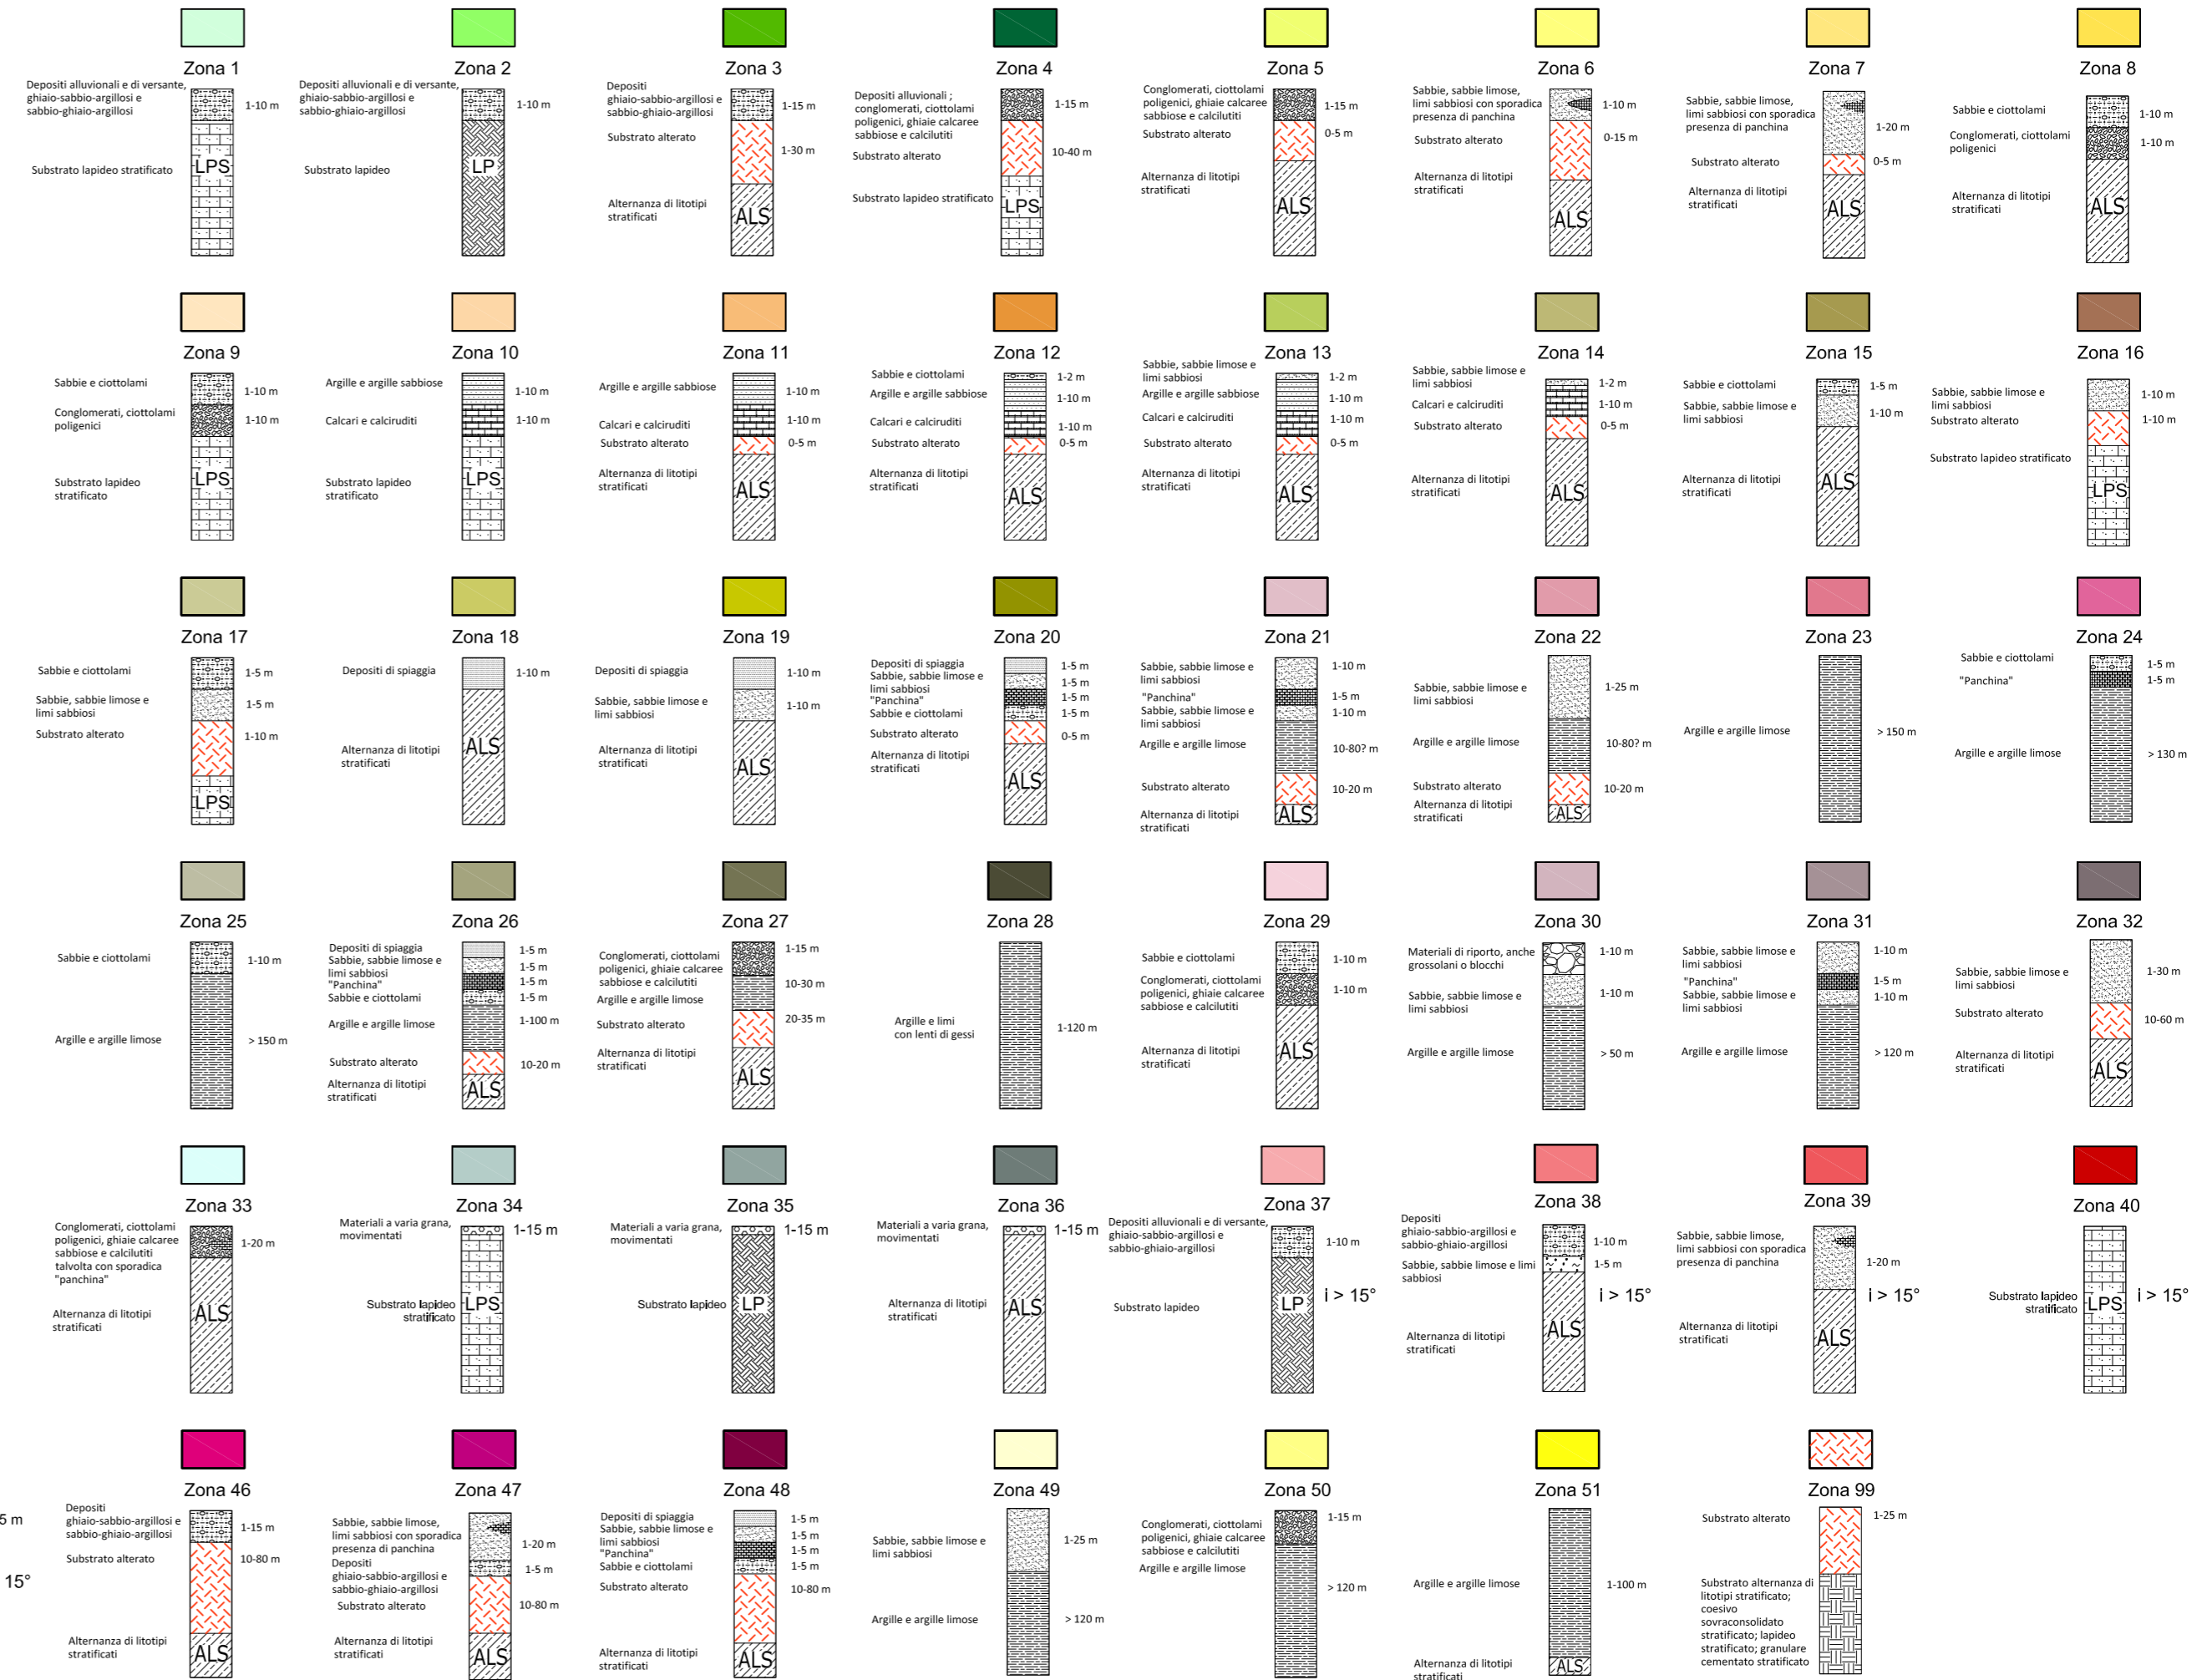 Zona 1
Depositi alluvionali e di versante,
ghiaio-sabbio-argillosi e
sabbio-ghiaio-argillosi
1-10 m
Substrato lapideo stratificato
LPS
Zona 2
Depositi alluvionali e di versante,
ghiaio-sabbio-argillosi e
sabbio-ghiaio-argillosi
1-10 m
Substrato lapideo
LP
Zona 3
Depositi
ghiaio-sabbio-argillosi e
sabbio-ghiaio-argillosi
1-15 m
Substrato alterato
1-30 m
Alternanza di litotipi
stratificati
ALS
Zona 4
Depositi alluvionali ;
conglomerati, ciottolami
poligenici, ghiaie calcaree
sabbiose e calcilutiti
1-15 m
Substrato alterato
10-40 m
Substrato lapideo stratificato
LPS
Zona 5
Conglomerati, ciottolami
poligenici, ghiaie calcaree
sabbiose e calcilutiti
1-15 m
Substrato alterato
0-5 m
Alternanza di litotipi
stratificati
ALS
Zona 6
Sabbie, sabbie limose,
limi sabbiosi con sporadica
presenza di panchina
1-10 m
Substrato alterato
0-15 m
Alternanza di litotipi
stratificati
ALS
Zona 7
Sabbie, sabbie limose,
limi sabbiosi con sporadica
presenza di panchina
1-20 m
Substrato alterato
0-5 m
Alternanza di litotipi
stratificati
ALS
Zona 8
Sabbie e ciottolami
1-10 m
Conglomerati, ciottolami
poligenici
1-10 m
Alternanza di litotipi
stratificati
ALS
Zona 9
Sabbie e ciottolami
1-10 m
Conglomerati, ciottolami
poligenici
1-10 m
Substrato lapideo
stratificato
LPS
Zona 10
Argille e argille sabbiose
1-10 m
Calcari e calciruditi
1-10 m
Substrato lapideo
stratificato
LPS
Zona 11
Argille e argille sabbiose
1-10 m
Calcari e calciruditi
1-10 m
Substrato alterato
0-5 m
Alternanza di litotipi
stratificati
ALS
Zona 12
Sabbie e ciottolami
1-2 m
Argille e argille sabbiose
1-10 m
Calcari e calciruditi
1-10 m
Substrato alterato
0-5 m
Alternanza di litotipi
stratificati
ALS
Zona 13
Sabbie, sabbie limose e
limi sabbiosi
1-2 m
Argille e argille sabbiose
1-10 m
Calcari e calciruditi
1-10 m
Substrato alterato
0-5 m
Alternanza di litotipi
stratificati
ALS
Zona 14
Sabbie, sabbie limose e
limi sabbiosi
1-2 m
Calcari e calciruditi
1-10 m
Substrato alterato
0-5 m
Alternanza di litotipi
stratificati
ALS
Zona 15
Sabbie e ciottolami
1-5 m
Sabbie, sabbie limose e
limi sabbiosi
1-10 m
Alternanza di litotipi
stratificati
ALS
Zona 16
Sabbie, sabbie limose e
limi sabbiosi
1-10 m
Substrato alterato
1-10 m
Substrato lapideo stratificato
LPS
Zona 17
Sabbie e ciottolami
1-5 m
Sabbie, sabbie limose e
limi sabbiosi
1-5 m
Substrato alterato
1-10 m
LPS
Zona 18
Depositi di spiaggia
1-10 m
Alternanza di litotipi
stratificati
ALS
Zona 19
Depositi di spiaggia
1-10 m
Sabbie, sabbie limose e
limi sabbiosi
1-10 m
Alternanza di litotipi
stratificati
ALS
Zona 20
Depositi di spiaggia
1-5 m
Sabbie, sabbie limose e
limi sabbiosi
1-5 m
"Panchina"
1-5 m
Sabbie e ciottolami
1-5 m
Substrato alterato
0-5 m
Alternanza di litotipi
stratificati
ALS
Zona 21
Sabbie, sabbie limose e
limi sabbiosi
1-10 m
"Panchina"
1-5 m
Sabbie, sabbie limose e
limi sabbiosi
1-10 m
Argille e argille limose
10-80? m
Substrato alterato
10-20 m
Alternanza di litotipi
stratificati
ALS
Zona 22
Sabbie, sabbie limose e
limi sabbiosi
1-25 m
Argille e argille limose
10-80? m
Substrato alterato
10-20 m
Alternanza di litotipi
stratificati
ALS
Zona 23
Argille e argille limose
> 150 m
Zona 24
Sabbie e ciottolami
1-5 m
"Panchina"
1-5 m
Argille e argille limose
> 130 m
Zona 25
Sabbie e ciottolami
1-10 m
Argille e argille limose
> 150 m
Zona 26
Depositi di spiaggia
1-5 m
Sabbie, sabbie limose e
limi sabbiosi
1-5 m
"Panchina"
1-5 m
Sabbie e ciottolami
1-5 m
Argille e argille limose
1-100 m
Substrato alterato
10-20 m
Alternanza di litotipi
stratificati
ALS
Zona 27
Conglomerati, ciottolami
poligenici, ghiaie calcaree
sabbiose e calcilutiti
1-15 m
Argille e argille limose
10-30 m
Substrato alterato
20-35 m
Alternanza di litotipi
stratificati
ALS
Zona 28
Argille e limi
con lenti di gessi
1-120 m
Zona 29
Sabbie e ciottolami
1-10 m
Conglomerati, ciottolami
poligenici, ghiaie calcaree
sabbiose e calcilutiti
1-10 m
Alternanza di litotipi
stratificati
ALS
Zona 30
Materiali di riporto, anche
grossolani o blocchi
1-10 m
Sabbie, sabbie limose e
limi sabbiosi
1-10 m
Argille e argille limose
> 50 m
Zona 31
Sabbie, sabbie limose e
limi sabbiosi
1-10 m
"Panchina"
1-5 m
Sabbie, sabbie limose e
limi sabbiosi
1-10 m
Argille e argille limose
> 120 m
Zona 32
Sabbie, sabbie limose e
limi sabbiosi
1-30 m
Substrato alterato
10-60 m
Alternanza di litotipi
stratificati
ALS
Zona 33
Conglomerati, ciottolami
poligenici, ghiaie calcaree
sabbiose e calcilutiti
talvolta con sporadica
"panchina"
1-20 m
Alternanza di litotipi
stratificati
ALS
Zona 34
Materiali a varia grana,
movimentati
1-15 m
Substrato lapideo
stratificato
LPS
Zona 35
Materiali a varia grana,
movimentati
1-15 m
Substrato lapideo
LP
Zona 36
Materiali a varia grana,
movimentati
1-15 m
Alternanza di litotipi
stratificati
ALS
Zona 37
Depositi alluvionali e di versante,
ghiaio-sabbio-argillosi e
sabbio-ghiaio-argillosi
1-10 m
Substrato lapideo
LP
i > 15°
Zona 38
Depositi
ghiaio-sabbio-argillosi e
sabbio-ghiaio-argillosi
1-10 m
Sabbie, sabbie limose e limi
sabbiosi
1-5 m
i > 15°
Alternanza di litotipi
stratificati
ALS
Zona 39
Sabbie, sabbie limose,
limi sabbiosi con sporadica
presenza di panchina
1-20 m
i > 15°
Alternanza di litotipi
stratificati
ALS
Zona 40
Substrato lapideo
stratificato
LPS
i > 15°
5 m
15°
Zona 46
Depositi
ghiaio-sabbio-argillosi e
sabbio-ghiaio-argillosi
1-15 m
Substrato alterato
10-80 m
Alternanza di litotipi
stratificati
ALS
Zona 47
Sabbie, sabbie limose,
limi sabbiosi con sporadica
presenza di panchina
1-20 m
Depositi
ghiaio-sabbio-argillosi e
sabbio-ghiaio-argillosi
1-5 m
Substrato alterato
10-80 m
Alternanza di litotipi
stratificati
ALS
Zona 48
Depositi di spiaggia
1-5 m
Sabbie, sabbie limose e
limi sabbiosi
1-5 m
"Panchina"
1-5 m
Sabbie e ciottolami
1-5 m
Substrato alterato
10-80 m
Alternanza di litotipi
stratificati
ALS
Zona 49
Sabbie, sabbie limose e
limi sabbiosi
1-25 m
Argille e argille limose
> 120 m
Zona 50
Conglomerati, ciottolami
poligenici, ghiaie calcaree
sabbiose e calcilutiti
1-15 m
Argille e argille limose
> 120 m
Zona 51
Argille e argille limose
1-100 m
Alternanza di litotipi
stratificati
ALS
Zona 99
Substrato alterato
1-25 m
Substrato alternanza di
litotipi stratificato;
coesivo
sovraconsolidato
stratificato; lapideo
stratificato; granulare
cementato stratificato